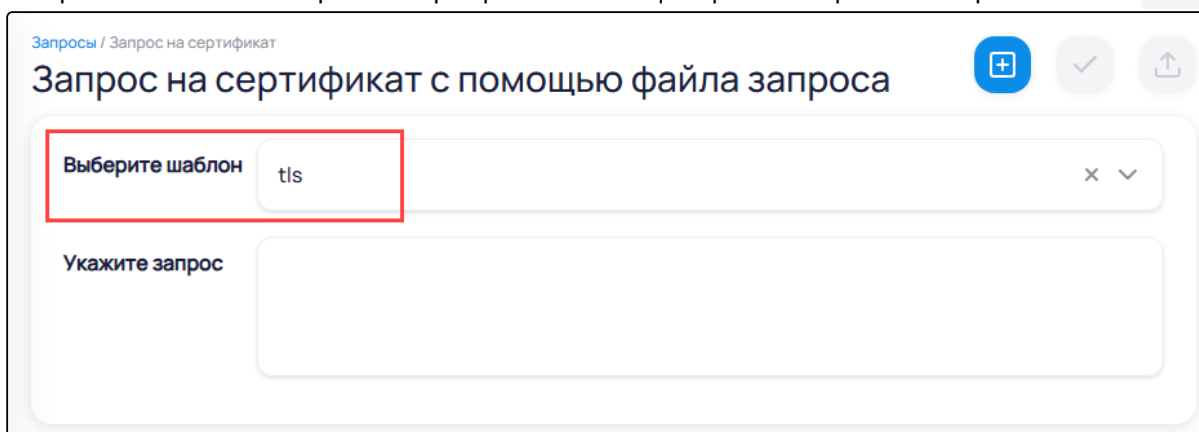 Запросы / Запрос на сертификат
Запрос на сертификат с помощью файла запроса
Выберите шаблон
tls
Укажите запрос